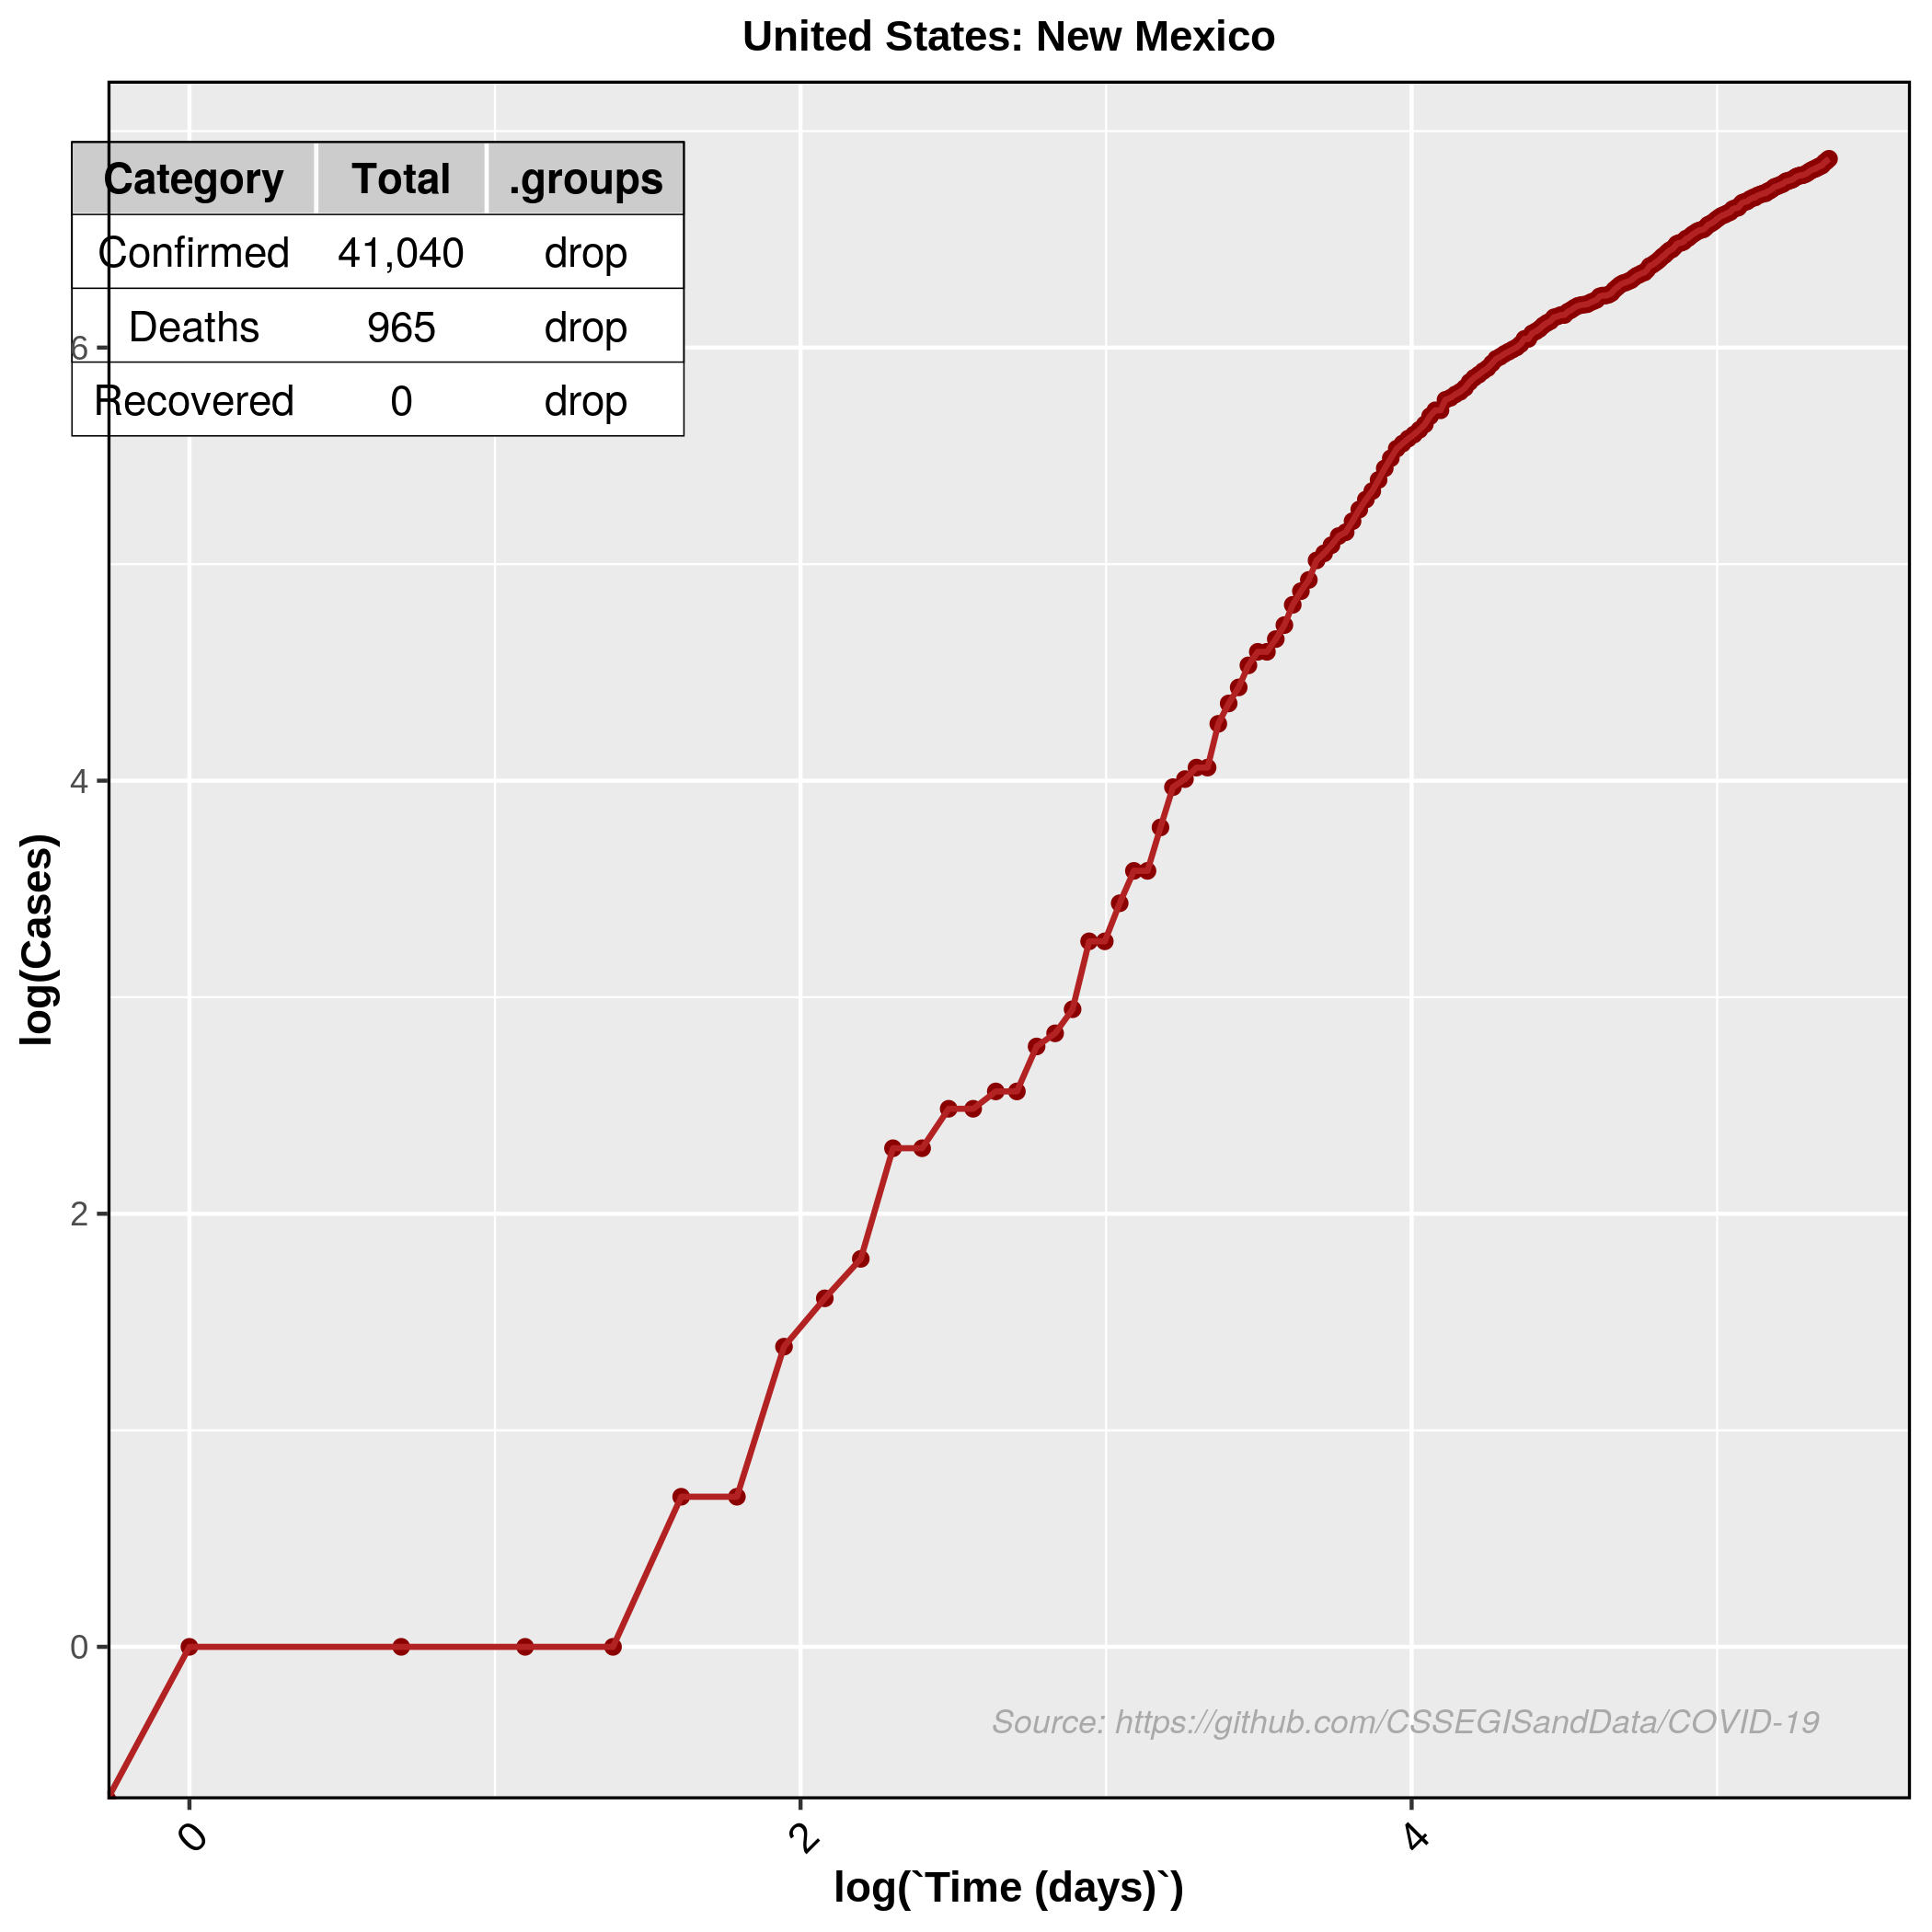 United States: New Mexico
Category Total .groups
Confirmed 41,040 drop
Deaths 965 drop
Recovered 0 drop
6
4
2
0
log(Cases)
Source: https://github.com/CSSEGISandData/COVID-19
0 2 4
log(`Time (days)`)